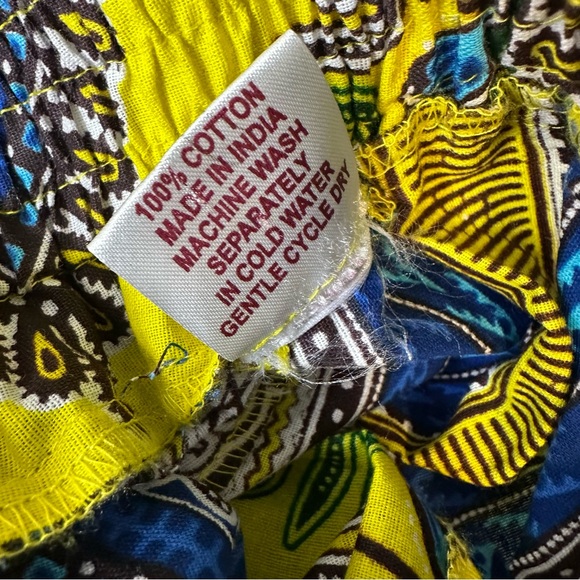 100% COTTON
MADE IN INDIA
MACHINE WASH
SEPARATELY
IN COLD WATER
GENTLE CYCLE DRY